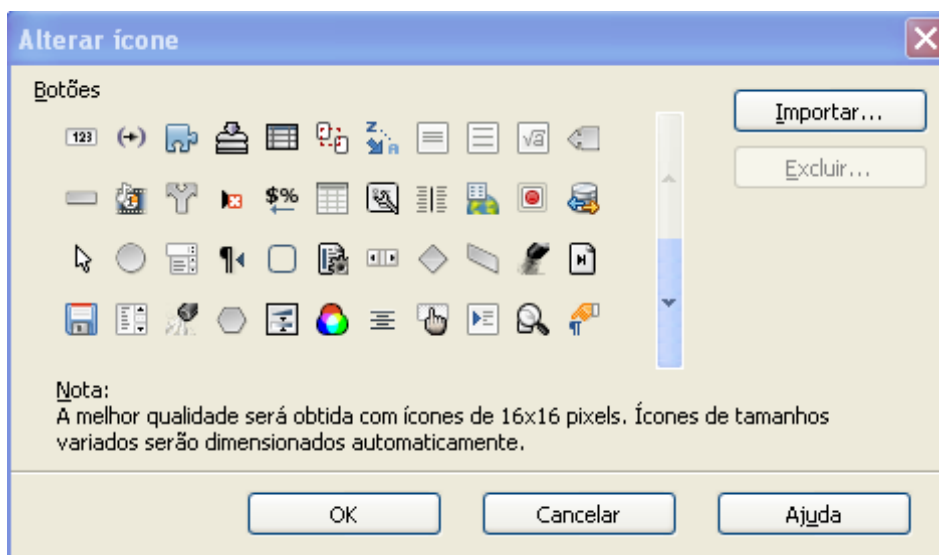 Alterar ícone
Botões
Importar...
Excluir...
123
Z
A
√a
$%
Nota:
A melhor qualidade será obtida com ícones de 16x16 pixels. Ícones de tamanhos
variados serão dimensionados automaticamente.
OK
Cancelar
Ajuda